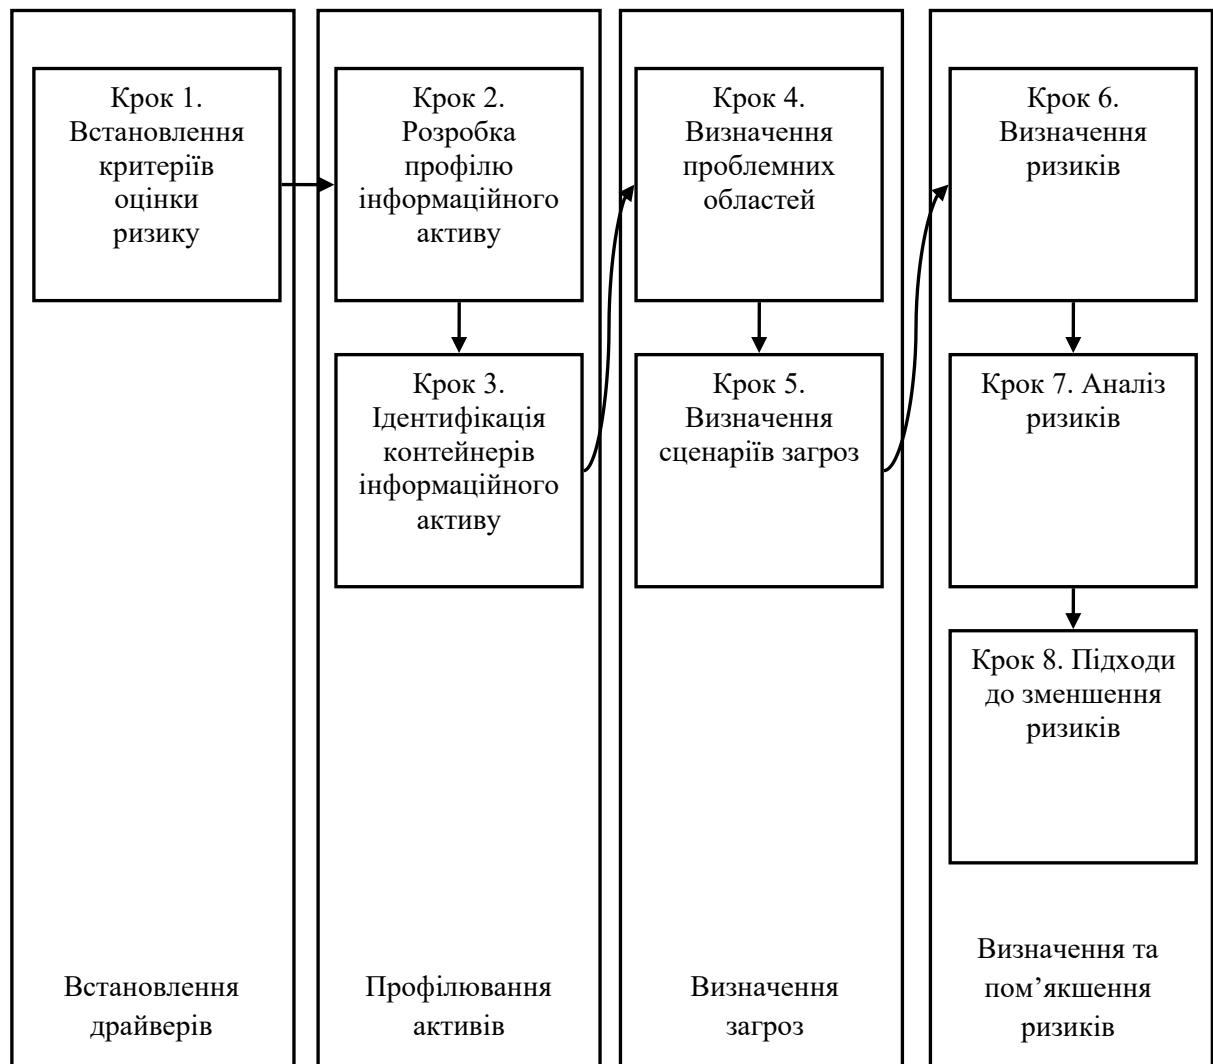 Крок 1.
Встановлення
критеріїв
оцінки
ризику
Крок 2.
Розробка
профілю
інформаційного
активу
Крок 3.
Ідентифікація
контейнерів
інформаційного
активу
Крок 4.
Визначення
проблемних
областей
Крок 5.
Визначення
сценаріїв загроз
Крок 6.
Визначення
ризиків
Крок 7. Аналіз
ризиків
Крок 8. Підходи
до зменшення
ризиків
Встановлення
драйверів
Профілювання
активів
Визначення
загроз
Визначення та
пом’якшення
ризиків